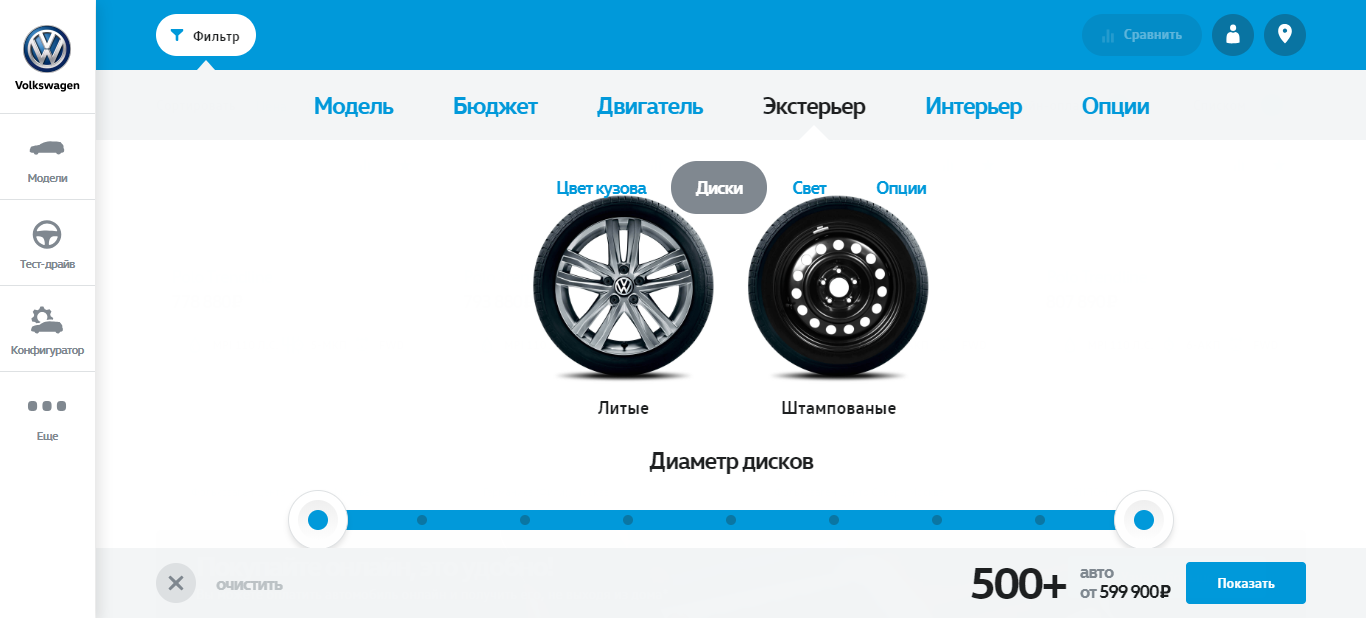 Фильтр
Сравнить
Volkswagen
Модель Бюджет Двигатель Экстерьер Интерьер Опции
Модели
Цвет кузова Диски Свет Опции
Тест-драйв
Конфигуратор
Литые Штампованые
Еще
Диаметр дисков
очистить
500+ авто от 599 900₽
Показать